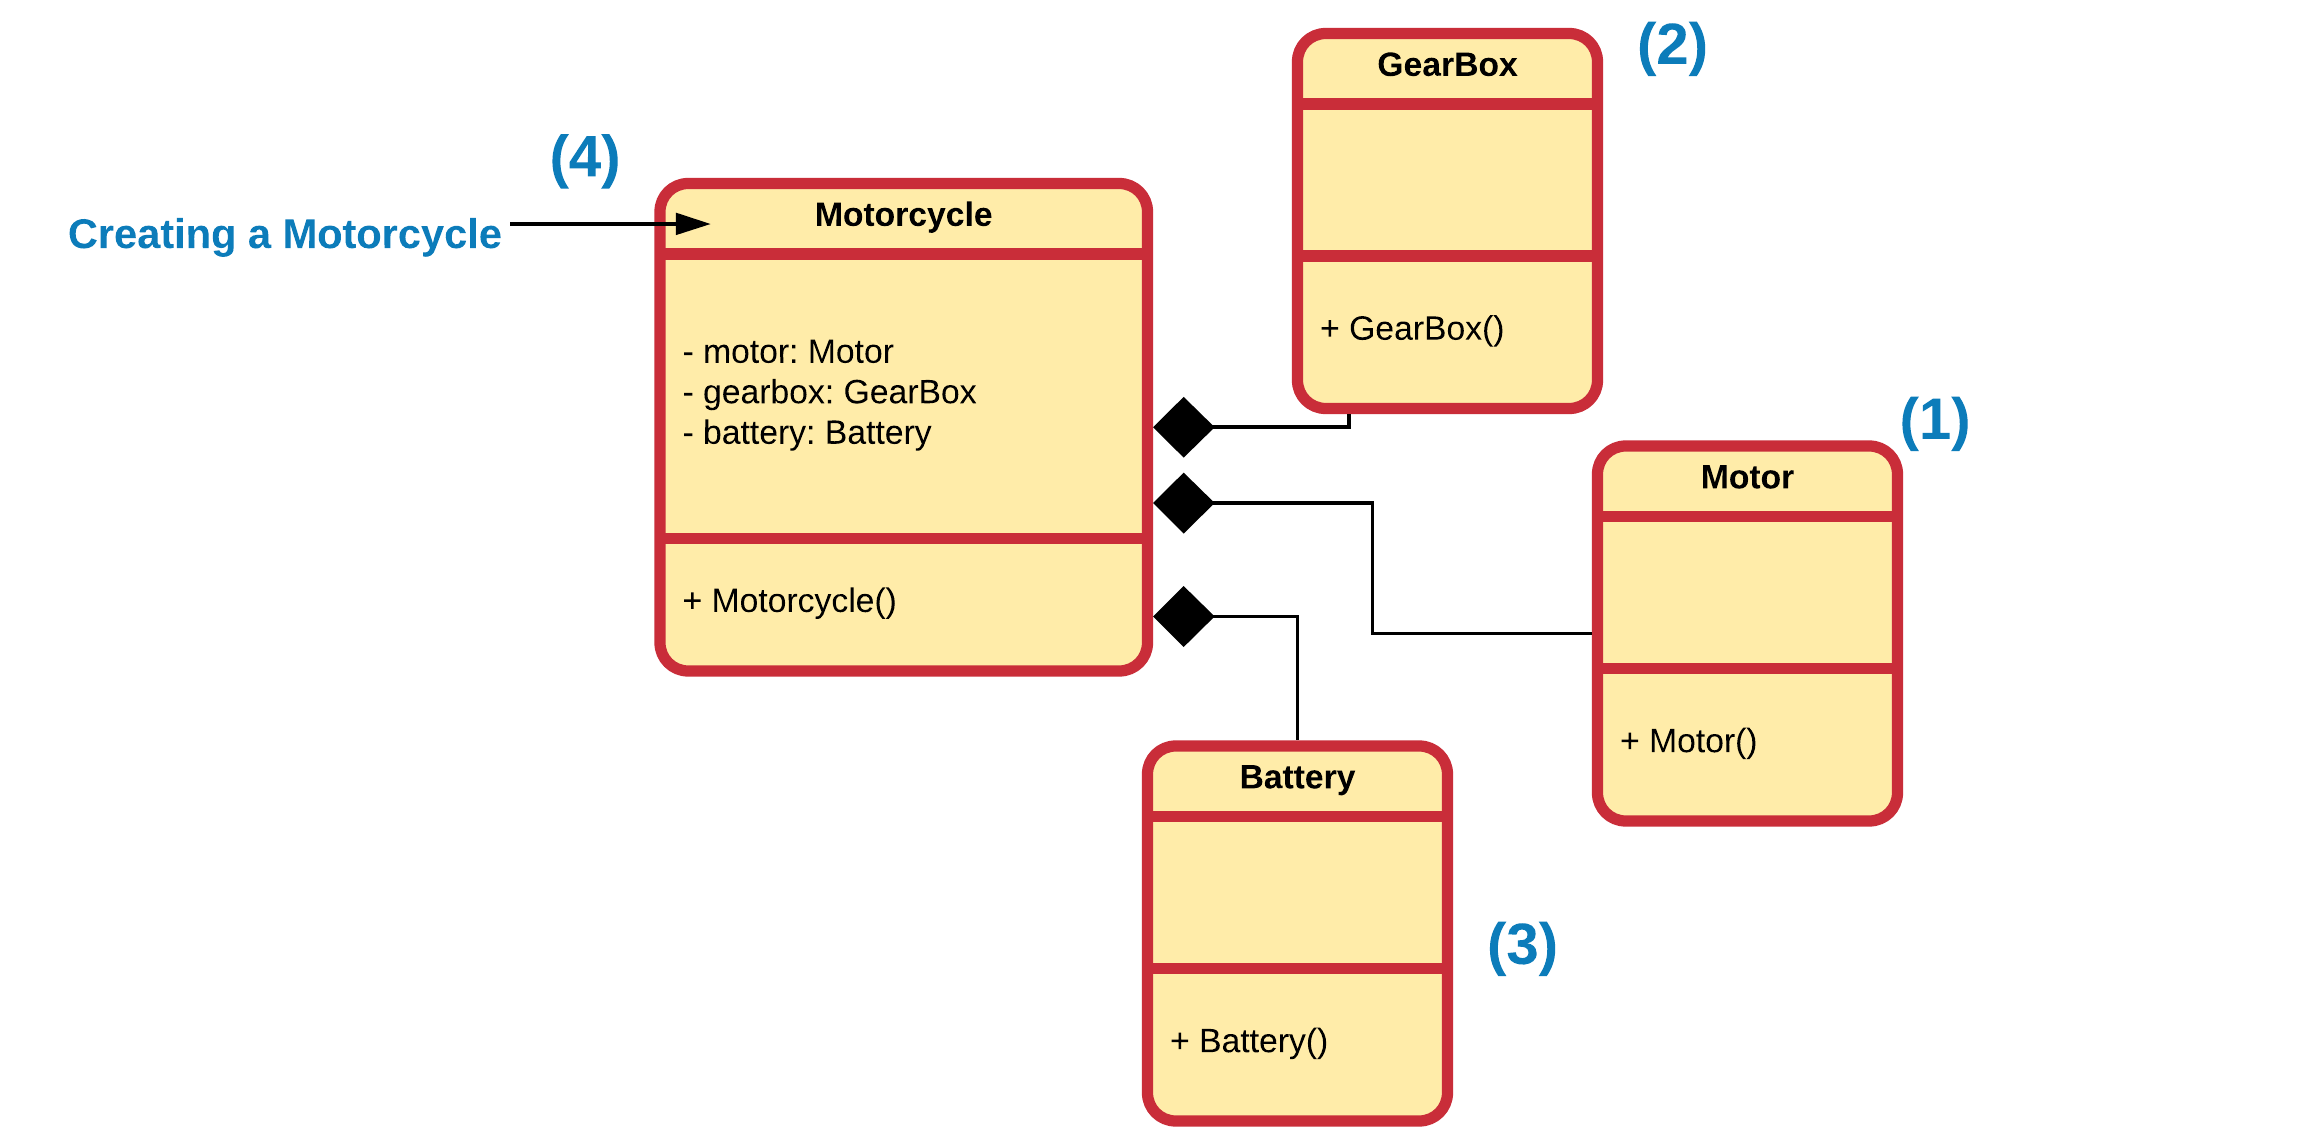 (2)
GearBox
+ GearBox()
(4)
Creating a Motorcycle
Motorcycle
- motor: Motor
- gearbox: GearBox
- battery: Battery
+ Motorcycle()
(1)
Motor
+ Motor()
Battery
(3)
+ Battery()